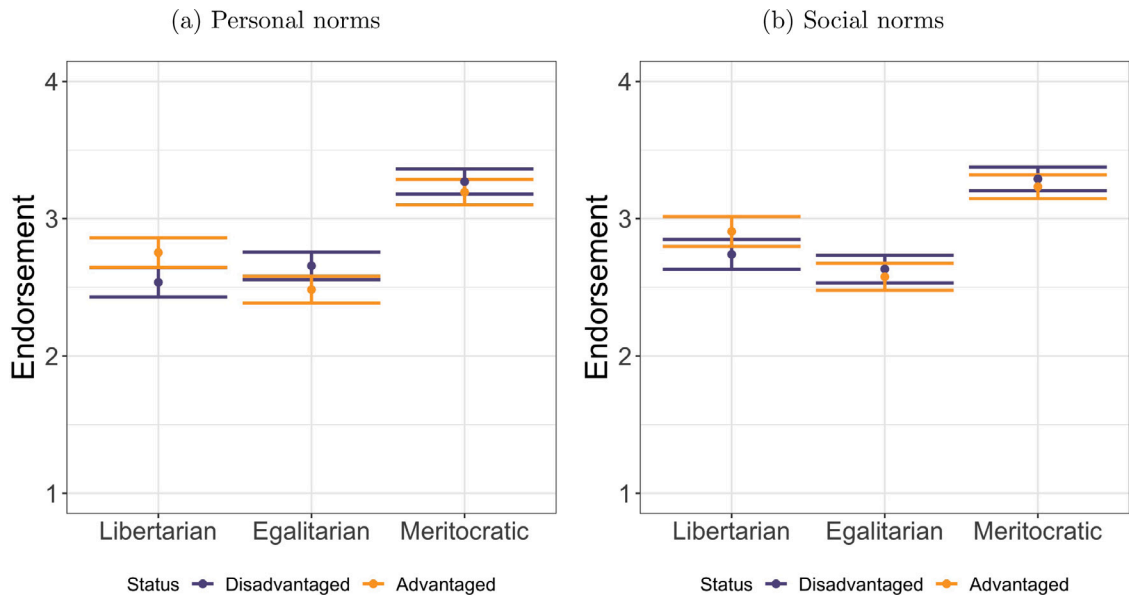 (a) Personal norms
Endorsement
4
3
2
1
Libertarian Egalitarian Meritocratic
Status Disadvantaged Advantaged
(b) Social norms
Endorsement
4
3
2
1
Libertarian Egalitarian Meritocratic
Status Disadvantaged Advantaged